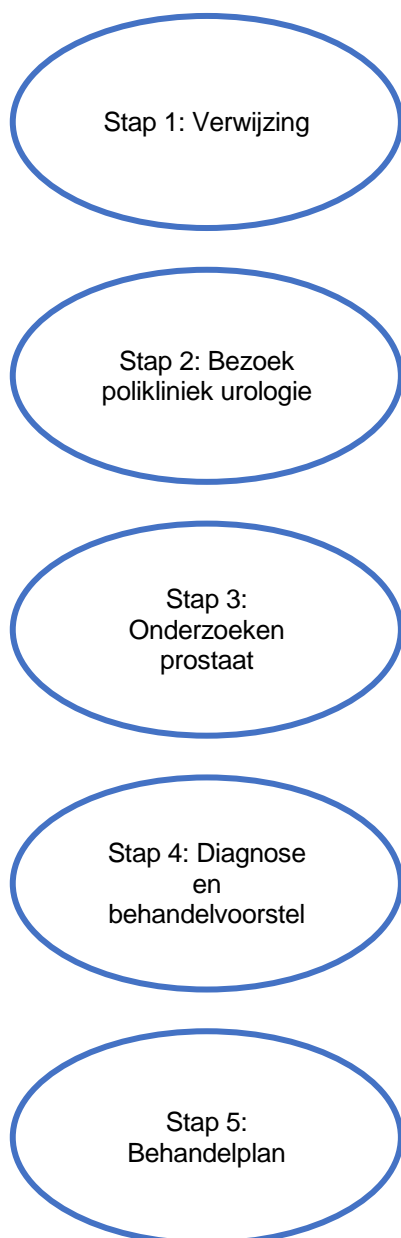 Stap 1: Verwijzing
Stap 2: Bezoek
polikliniek urologie
Stap 3:
Onderzoeken
prostaat
Stap 4: Diagnose
en
behandelvoorstel
Stap 5:
Behandelplan